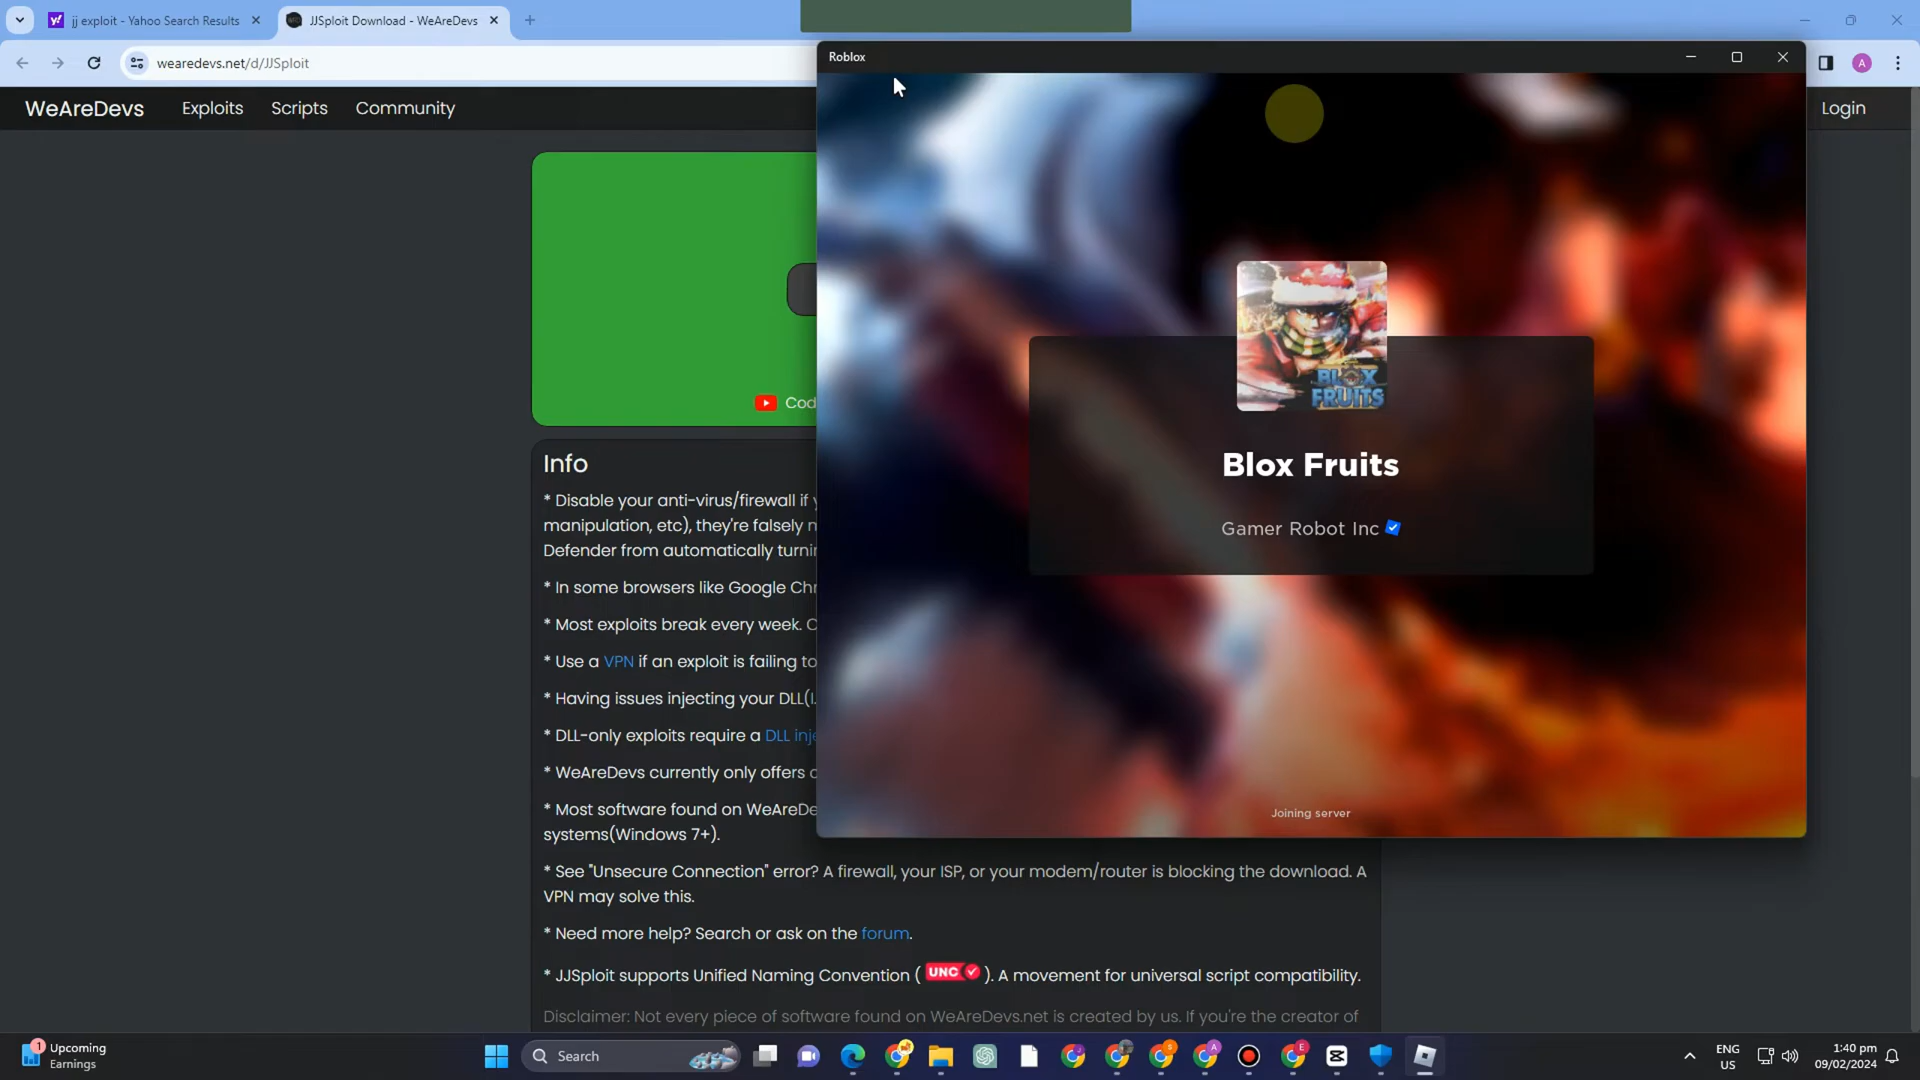 jj exploit - Yahoo Search Results
JJSploit Download - WeAreDevs
wearedevs.net/d/JJSploit
A
Roblox
WeAreDevs
Exploits
Scripts
Community
Login
Cod
BLOX
FRUITS
Blox Fruits
Gamer Robot Inc
Joining server
Info
* Disable your anti-virus/firewall if
manipulation, etc), they're falsely
Defender from automatically
* In some browsers like Google
* Most exploits break every week.
* Use a VPN if an exploit is failing to
* Having issues injecting your
* DLL-only exploits require a DLL
* WeAreDevs currently only offers
* Most software found on
systems(Windows 7+).
* See "Unsecure Connection" error? A firewall, your ISP, or your modem/router is blocking the download. A
VPN may solve this.
* Need more help? Search or ask on the forum.
* JJSploit supports Unified Naming Convention ( UNC ). A movement for universal script compatibility.
Disclaimer: Not every piece of software found on WeAreDevs.net is created by us. If you're the creator of
1
Upcoming
Earnings
Search
ENG
US
1:40 pm
09/02/2024